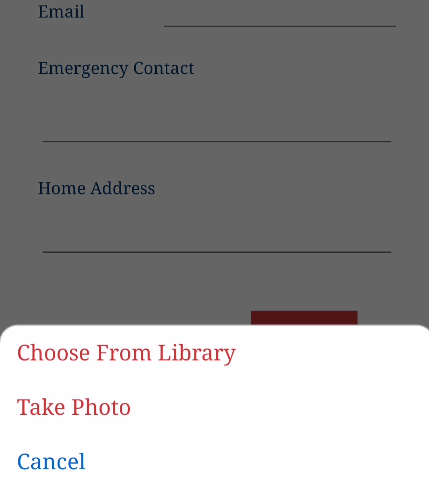 Email
Emergency Contact
Home Address
Choose From Library
Take Photo
Cancel